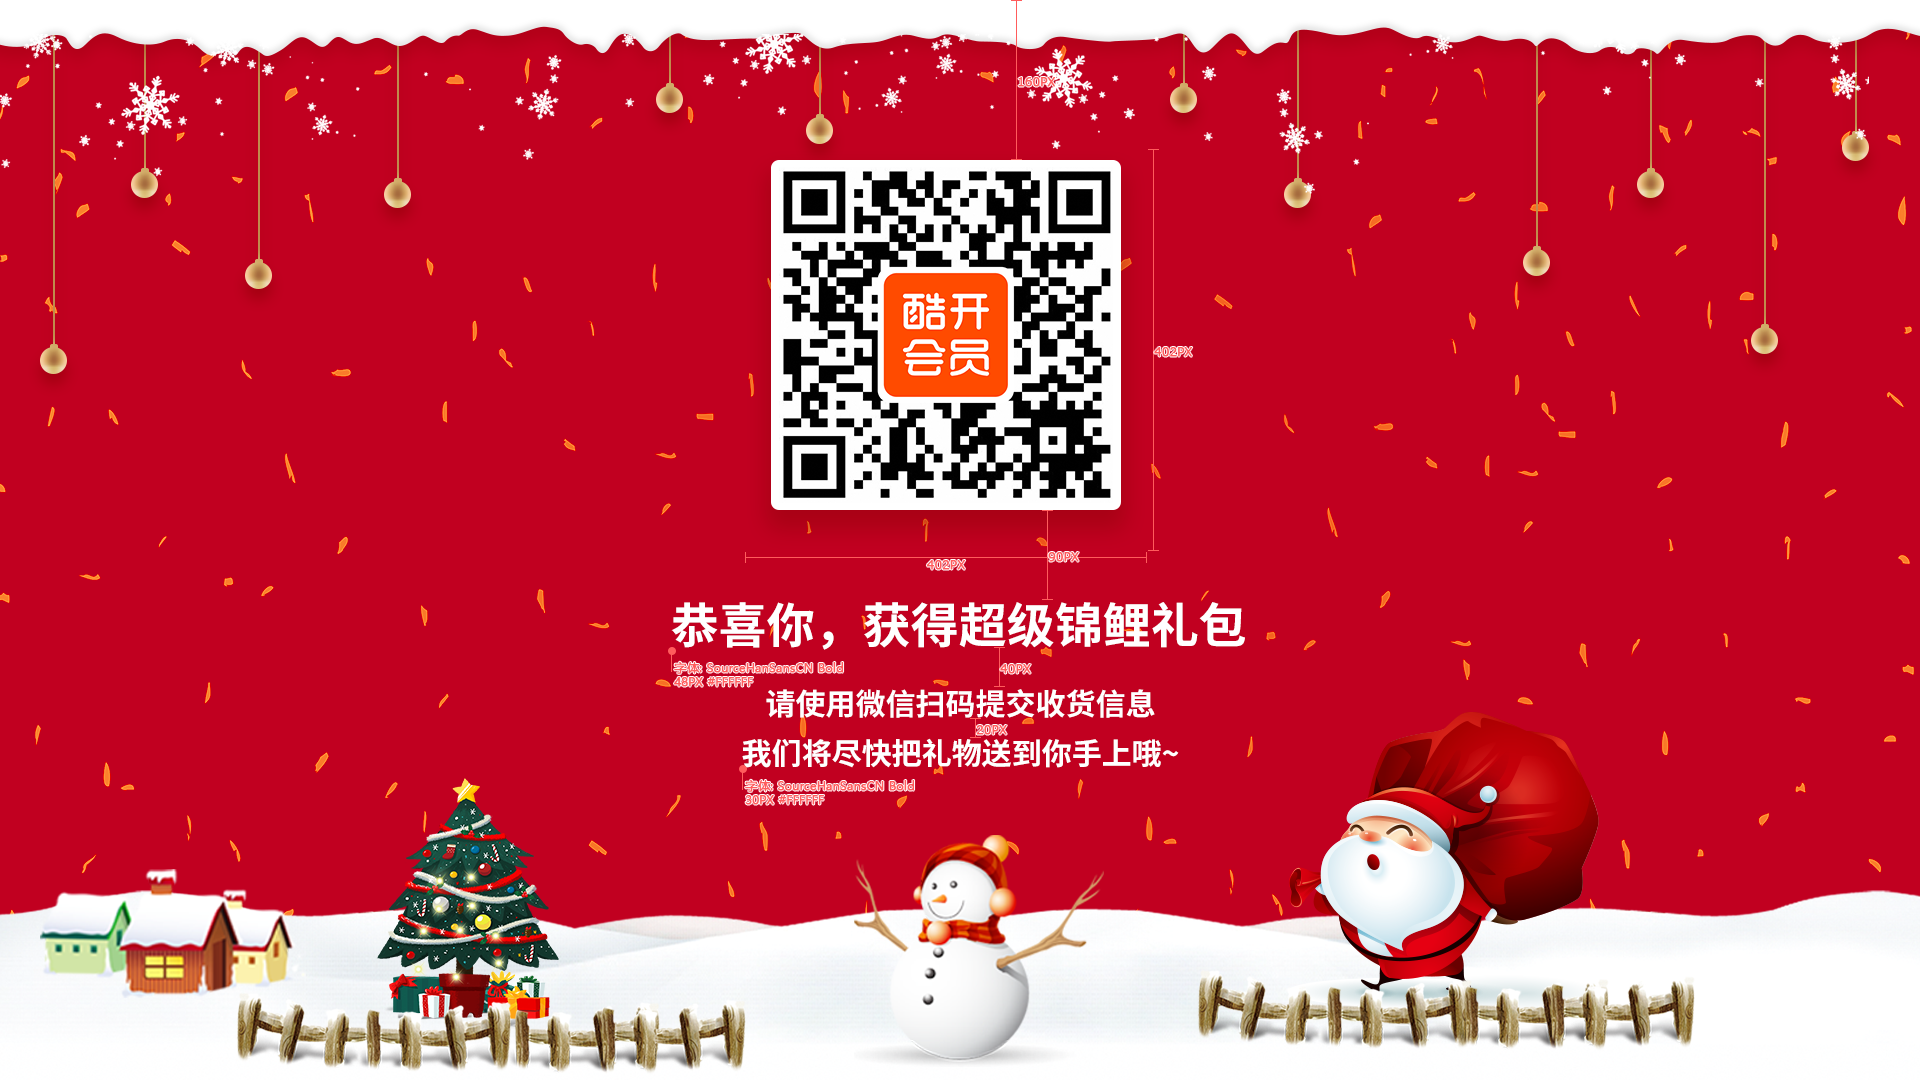 160PX
酷开
会员
402PX
90PX
402PX
恭喜你，获得超级锦鲤礼包
字体: SourceHanSansCN Bold
48PX #FFFFFF
40PX
请使用微信扫码提交收货信息
20PX
我们将尽快把礼物送到你手上哦~
字体: SourceHanSansCN Bold
30PX #FFFFFF